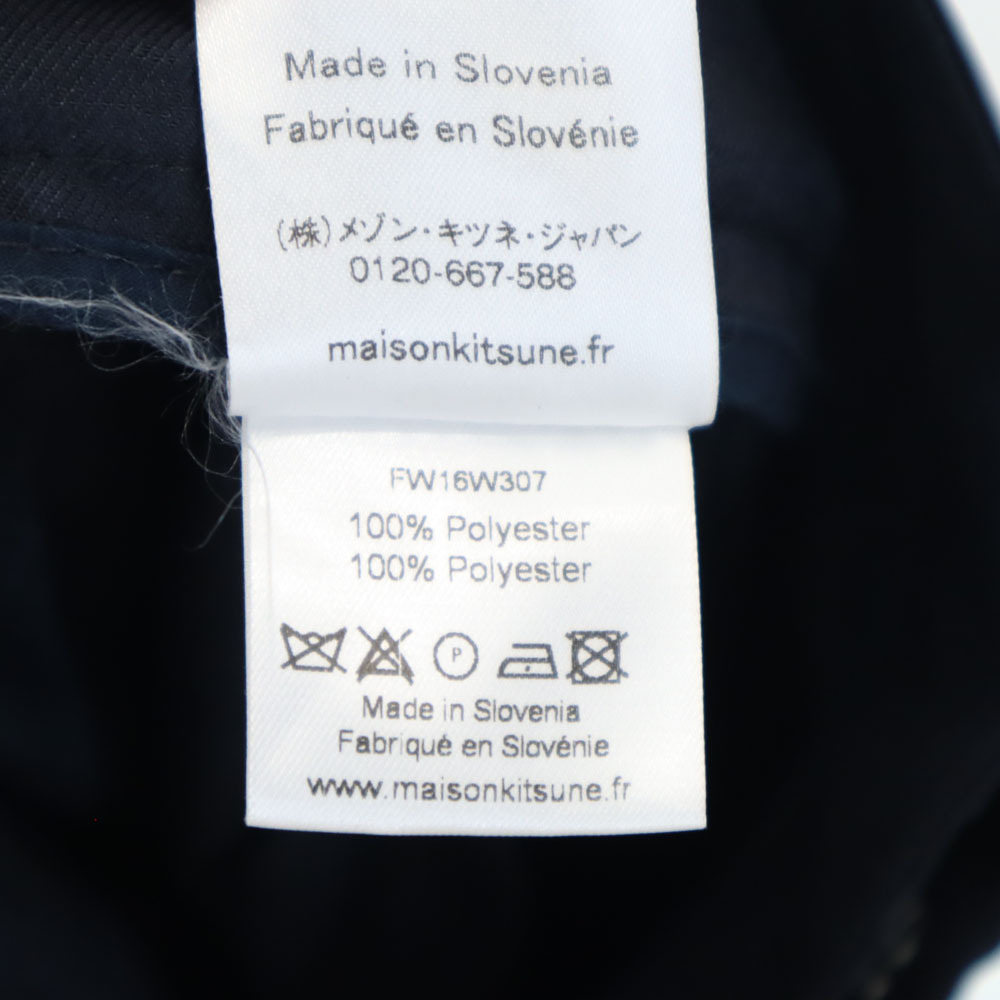 Made in Slovenia
Fabriqué en Slovénie
(株)メゾン・キツネ・ジャパン
0120-667-588
maisonkitsune.fr
FW16W307
100% Polyester
100% Polyester
P
Made in Slovenia
Fabriqué en Slovénie
www.maisonkitsune.fr